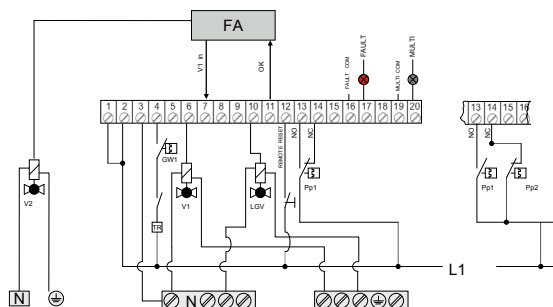 FA
V1 in
OK
FAULT COM
FAULT
MULTI COM
MULTI
1 2 3 4 5 6 7 8 9 10 11 12 13 14 15 16 17 18 19 20
13 14 15 16
GW1
REMOTE RESET
NO
NC
NO
NC
V2
V1
LGV
Pp1
Pp1
Pp2
TR
L1
N
N